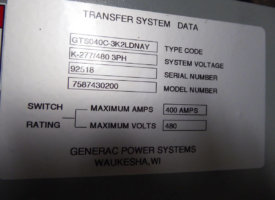 TRANSFER SYSTEM DATA
GTS040C-3K2LDNAY TYPE CODE
K-277/480 3PH SYSTEM VOLTAGE
92518 SERIAL NUMBER
7587430200 MODEL NUMBER
SWITCH RATING
MAXIMUM AMPS 400 AMPS
MAXIMUM VOLTS 480
GENERAC POWER SYSTEMS
WAUKESHA,WI